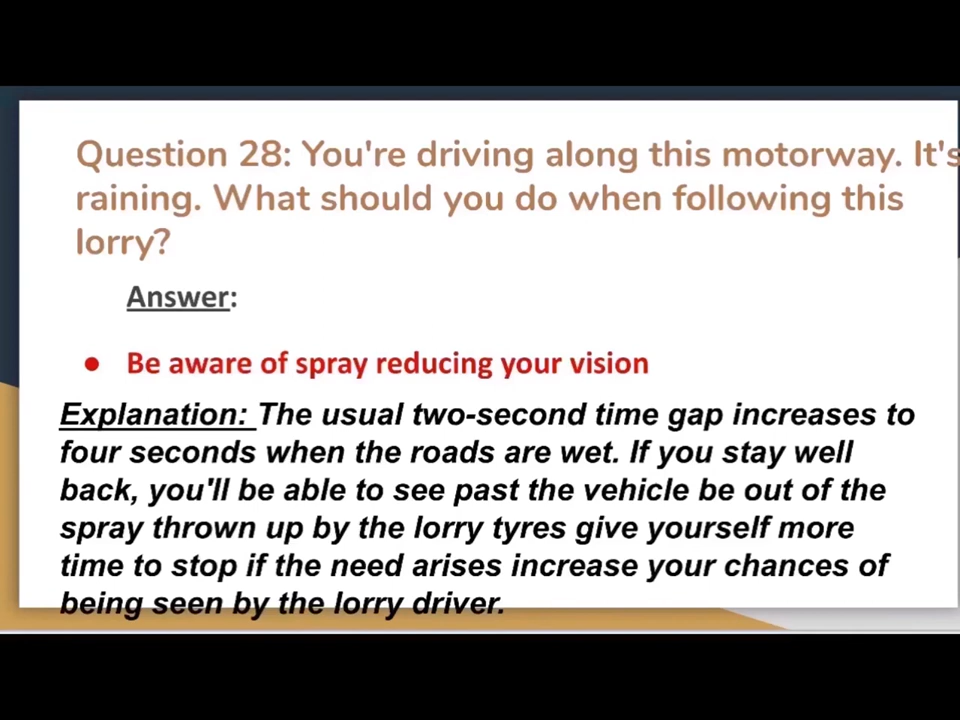 Question 28: You're driving along this motorway. It's
raining. What should you do when following this
lorry?
Answer:
● Be aware of spray reducing your vision
Explanation: The usual two-second time gap increases to
four seconds when the roads are wet. If you stay well
back, you'll be able to see past the vehicle be out of the
spray thrown up by the lorry tyres give yourself more
time to stop if the need arises increase your chances of
being seen by the lorry driver.